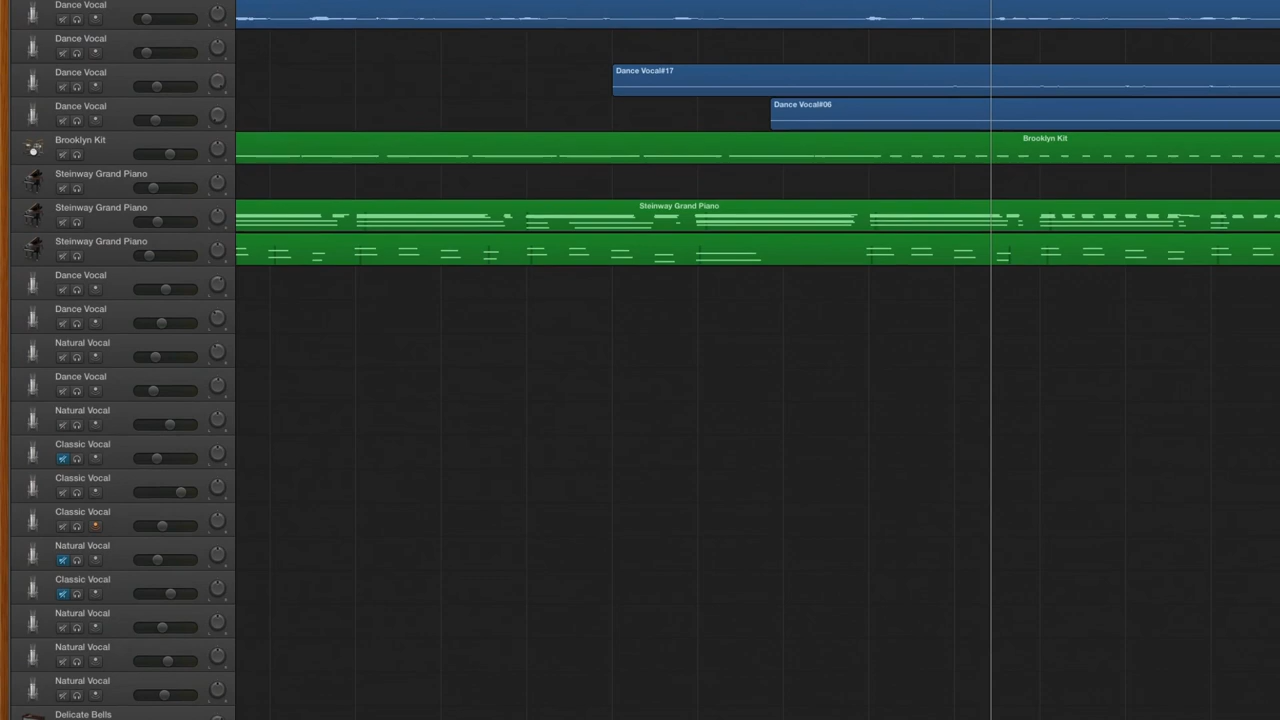 Dance Vocal
Dance Vocal
Dance Vocal
Dance Vocal#17
Dance Vocal
Dance Vocal#06
Brooklyn Kit
Brooklyn Kit
Steinway Grand Piano
Steinway Grand Piano
Steinway Grand Piano
Steinway Grand Piano
Dance Vocal
Dance Vocal
Natural Vocal
Dance Vocal
Natural Vocal
Classic Vocal
Classic Vocal
Classic Vocal
Natural Vocal
Classic Vocal
Natural Vocal
Natural Vocal
Natural Vocal
Delicate Bells